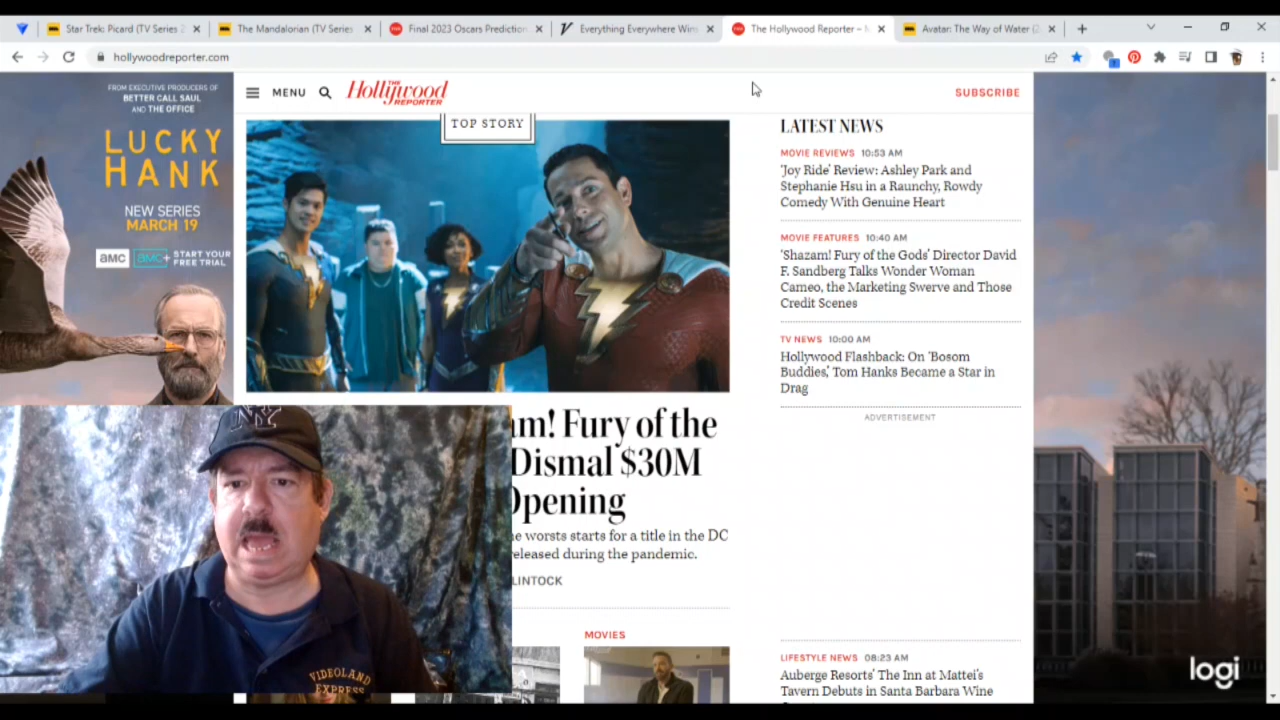 Star Trek: Picard (TV Series 2
The Mandalorian (TV Series
Final 2023 Oscars Prediction
Everything Everywhere Wins
The Hollywood Reporter –
Avatar: The Way of Water (2
hollywoodreporter.com
MENU
THE
Hollywood
REPORTER
SUBSCRIBE
FROM EXECUTIVE PRODUCERS OF
BETTER CALL SAUL
AND THE OFFICE
LUCKY
HANK
NEW SERIES
MARCH 19
amc amc+ START YOUR
FREE TRIAL
TOP STORY
am! Fury of the
Dismal $30M
Opening
worsts starts for a title in the DC
released during the pandemic.
LINTOCK
MOVIES
LATEST NEWS
MOVIE REVIEWS 10:53 AM
'Joy Ride' Review: Ashley Park and
Stephanie Hsu in a Raunchy, Rowdy
Comedy With Genuine Heart
MOVIE FEATURES 10:40 AM
'Shazam! Fury of the Gods' Director David
F. Sandberg Talks Wonder Woman
Cameo, the Marketing Swerve and Those
Credit Scenes
TV NEWS 10:00 AM
Hollywood Flashback: On 'Bosom
Buddies,' Tom Hanks Became a Star in
Drag
ADVERTISEMENT
LIFESTYLE NEWS 08:23 AM
Auberge Resorts' The Inn at Mattei's
Tavern Debuts in Santa Barbara Wine
NY
VIDEOLAND
EXPRESS
logi